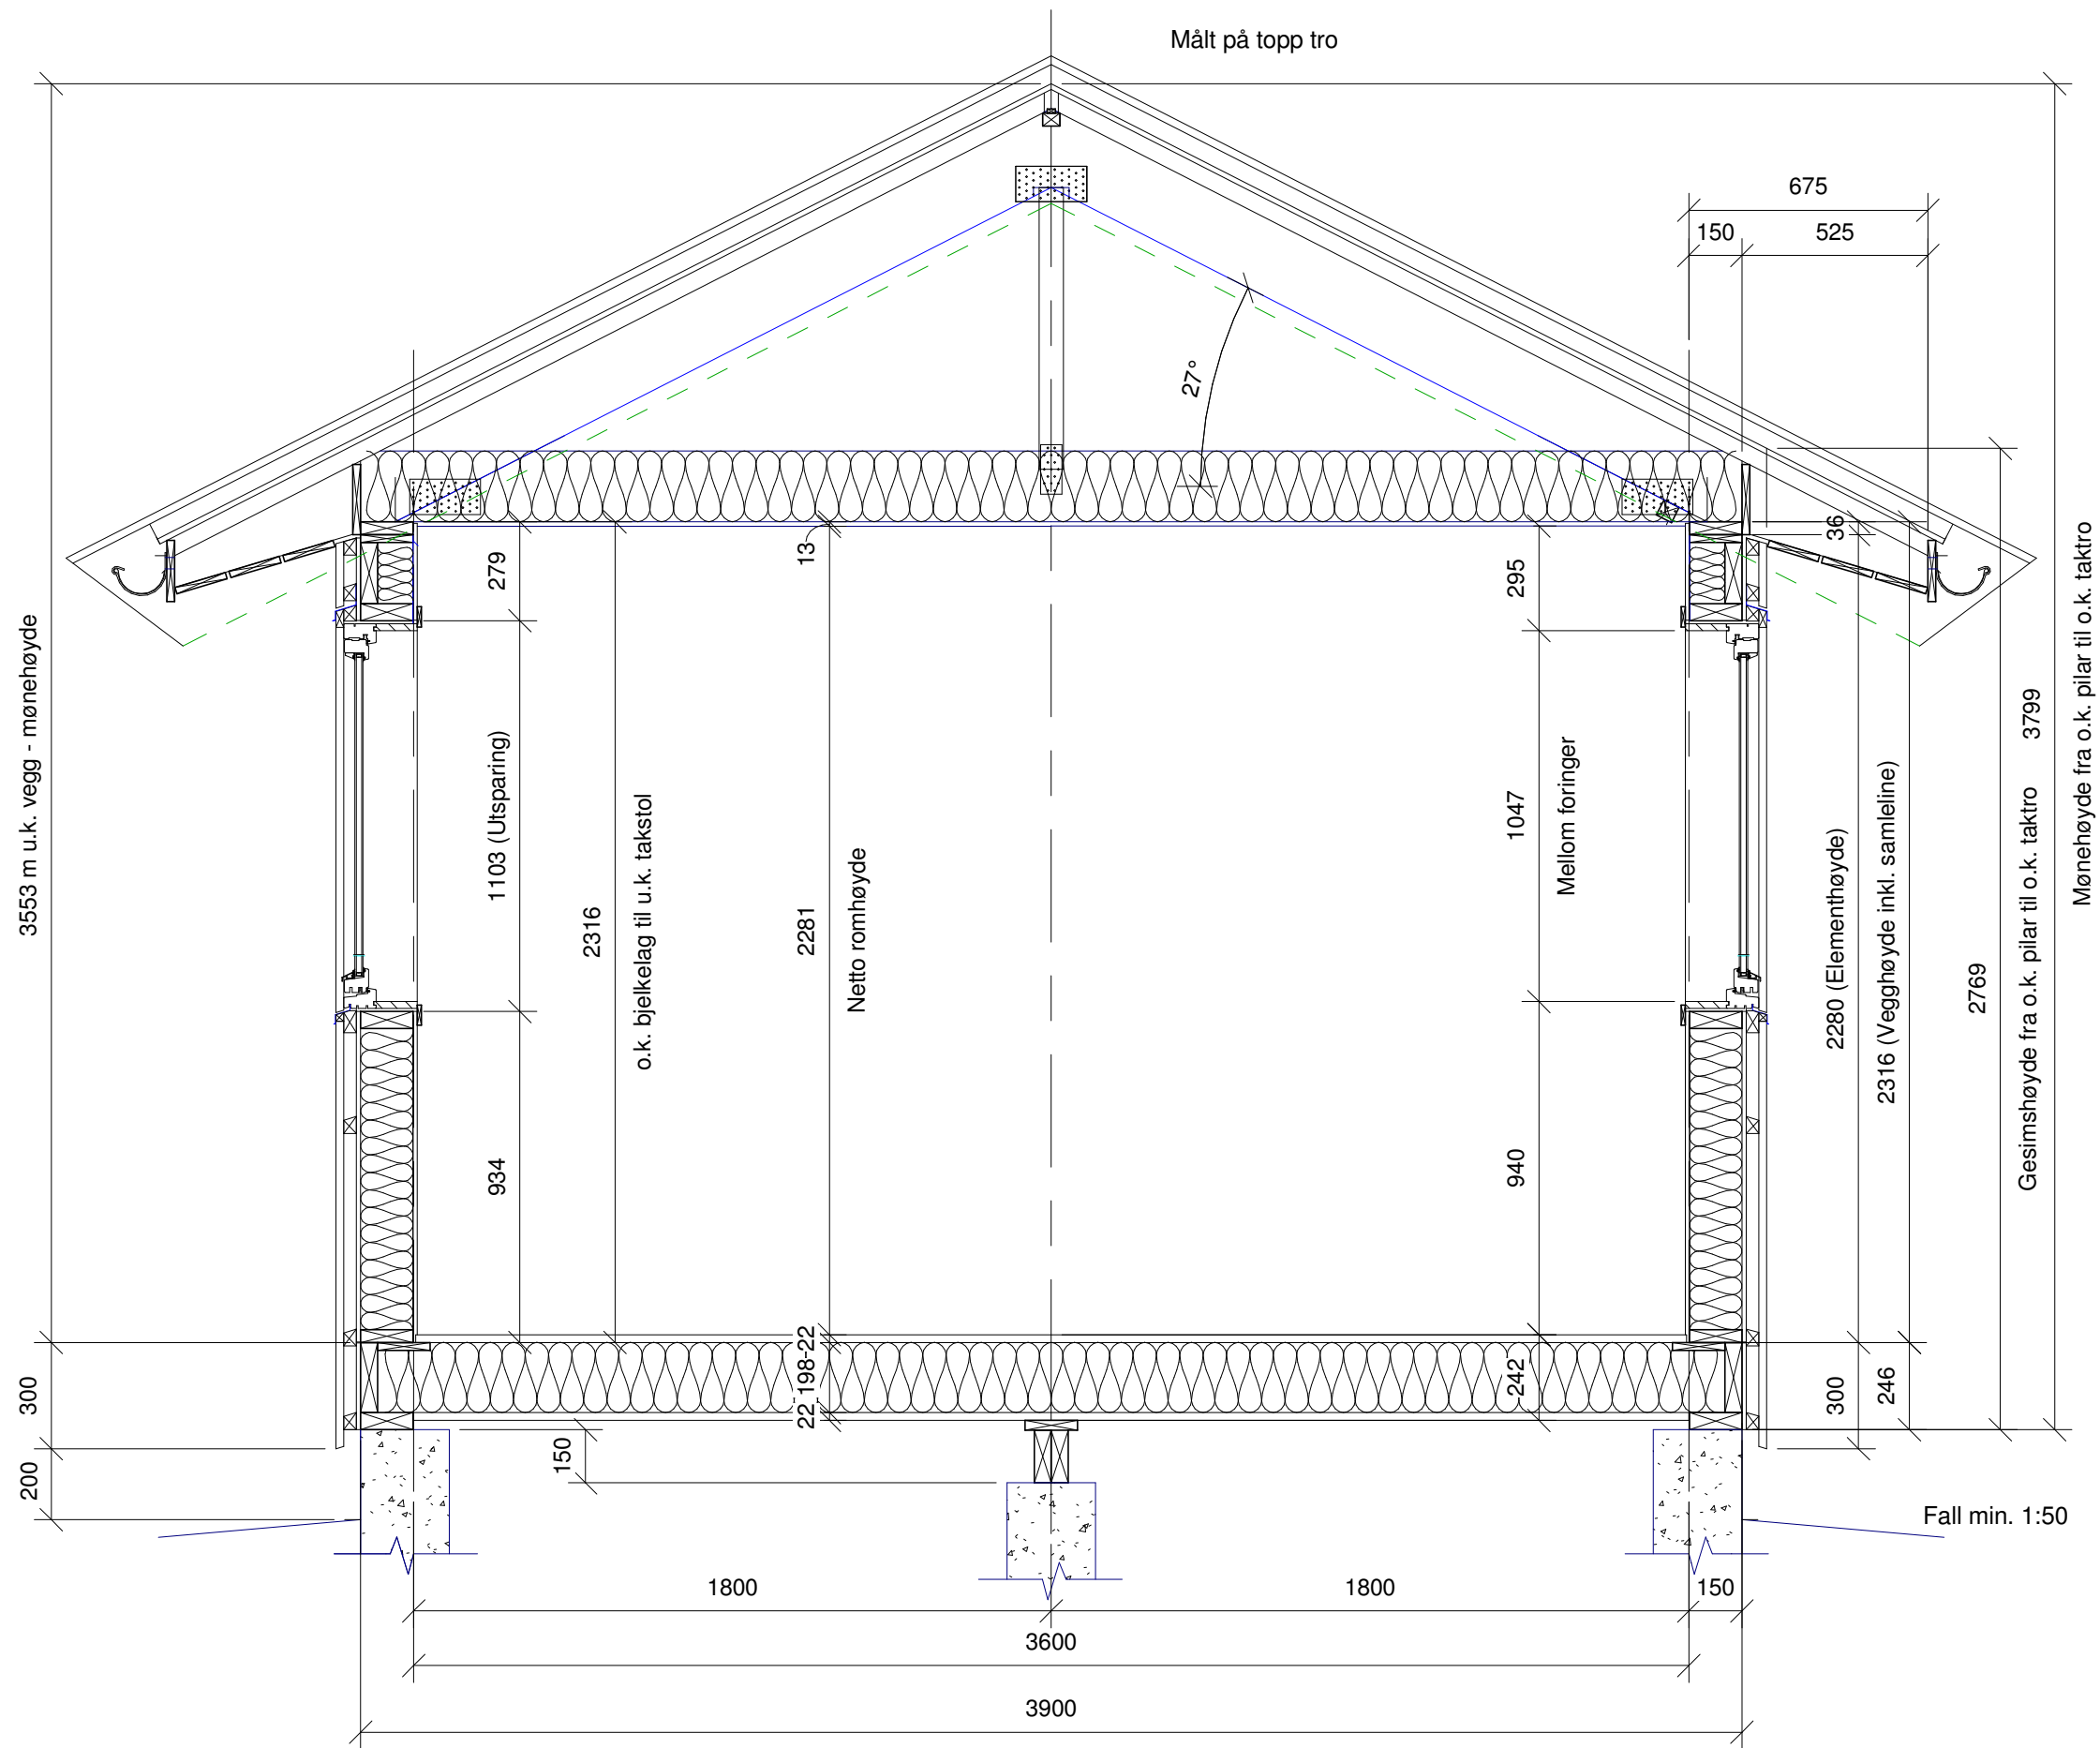 Målt på topp tro
675
150
525
27°
3553 m u.k. vegg - mønehøyde
300
200
279
1103 (Utsparing)
934
2316
o.k. bjelkelag til u.k. takstol
13
2281
Netto romhøyde
22
198
22
150
295
1047
Mellom foringer
940
242
36
2280 (Elementhøyde)
300
2316 (Vegghøyde inkl. samleline)
246
2769
Gesimshøyde fra o.k. pilar til o.k. taktro
3799
Mønehøyde fra o.k. pilar til o.k. taktro
Fall min. 1:50
1800
1800
150
3600
3900